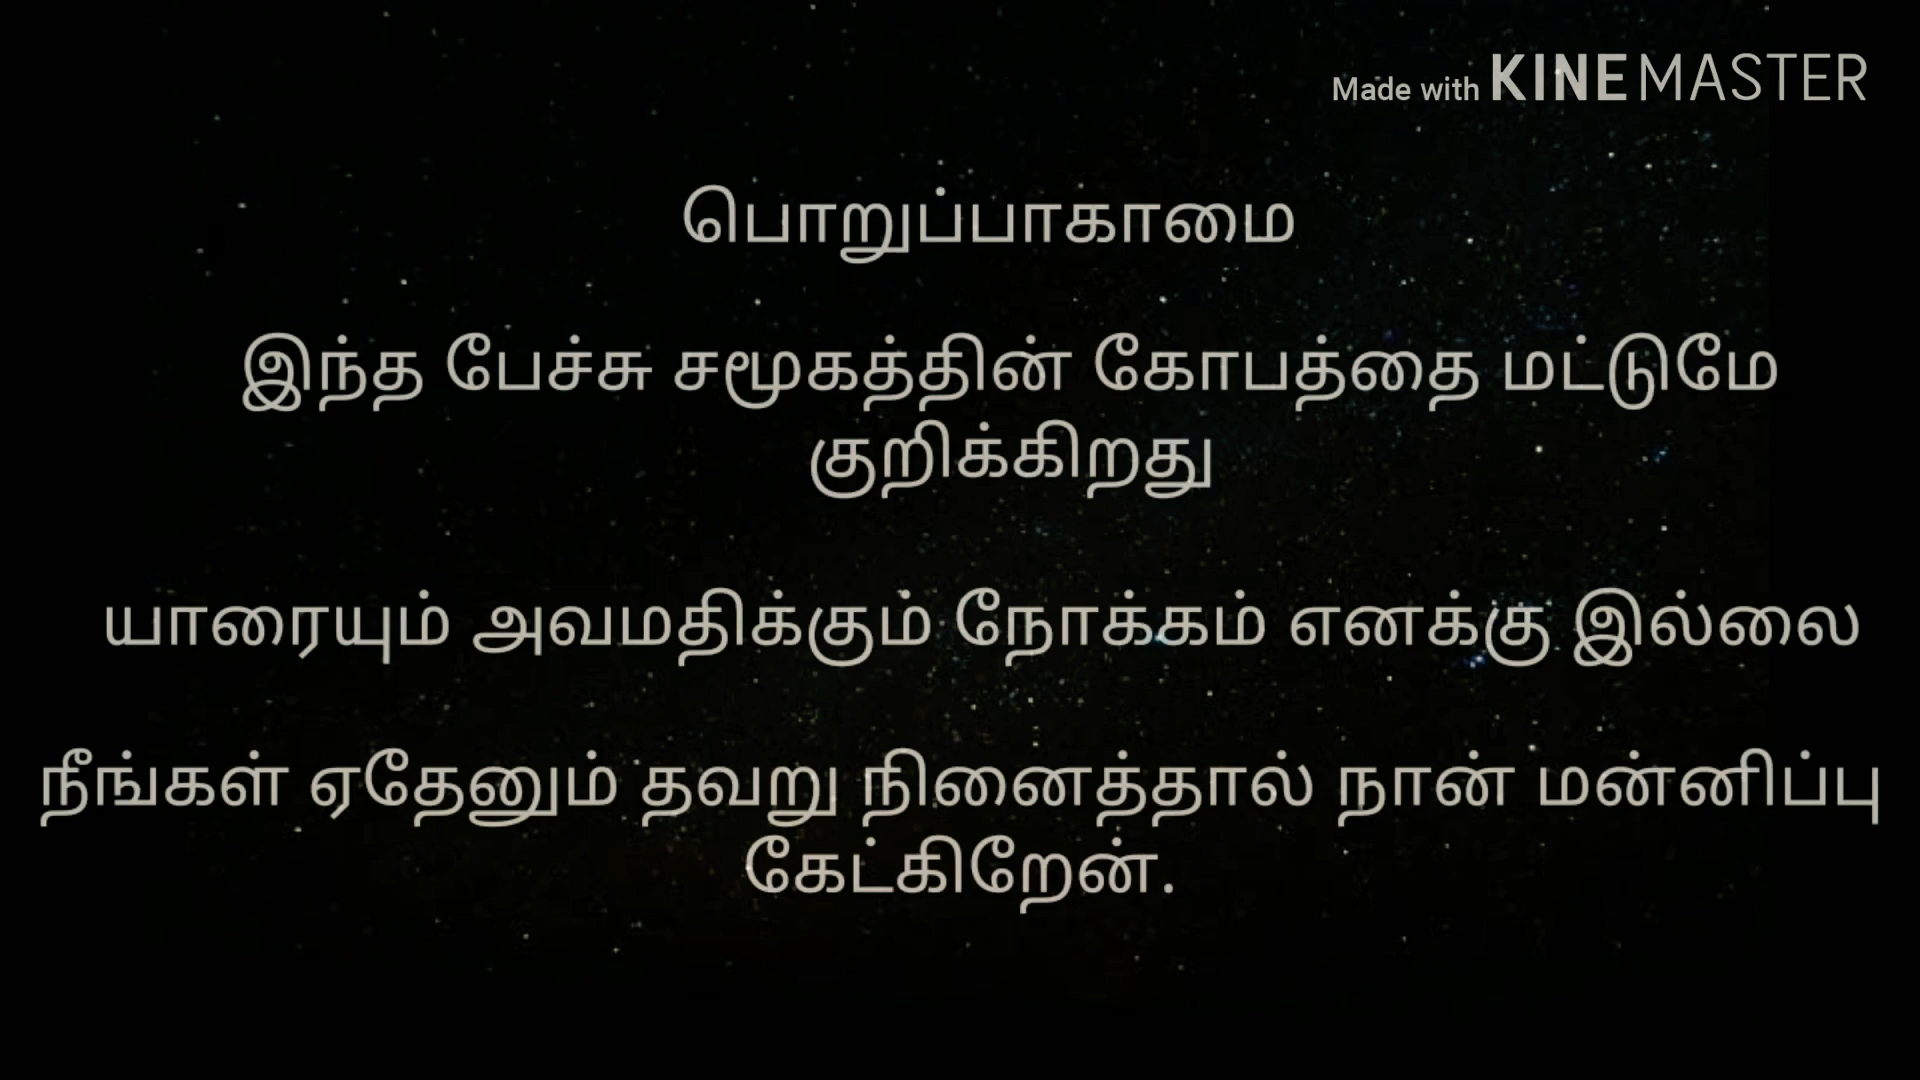 Made with KINEMASTER
பொறுப்பாகாமை
இந்த பேச்சு சமூகத்தின் கோபத்தை மட்டுமே
குறிக்கிறது
யாரையும் அவமதிக்கும் நோக்கம் எனக்கு இல்லை
நீங்கள் ஏதேனும் தவறு நினைத்தால் நான் மன்னிப்பு
கேட்கிறேன்.